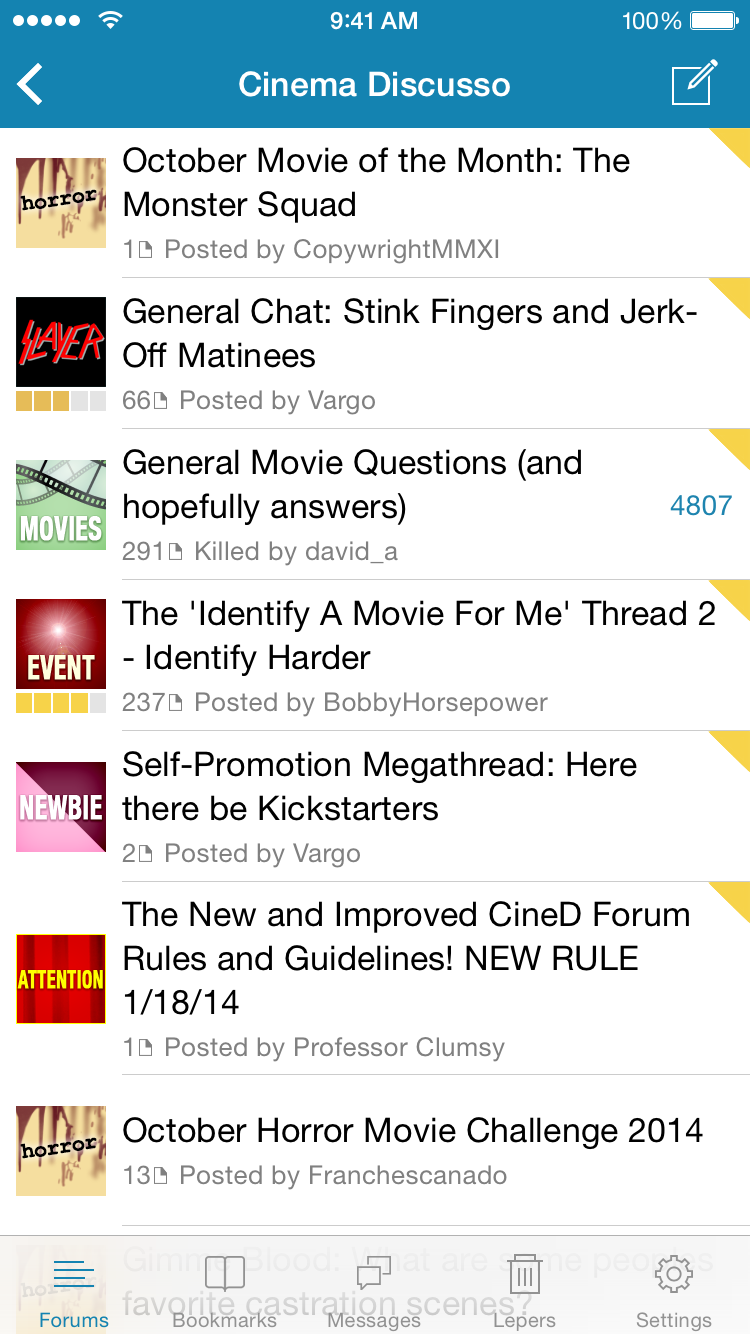 9:41 AM
100%
Cinema Discusso
horror
October Movie of the Month: The
Monster Squad
1 Posted by CopywrightMMXI
SLAYER
General Chat: Stink Fingers and Jerk-
Off Matinees
66 Posted by Vargo
MOVIES
General Movie Questions (and
hopefully answers)
4807
291 Killed by david_a
EVENT
The 'Identify A Movie For Me' Thread 2
- Identify Harder
237 Posted by BobbyHorsepower
NEWBIE
Self-Promotion Megathread: Here
there be Kickstarters
2 Posted by Vargo
ATTENTION
The New and Improved CineD Forum
Rules and Guidelines! NEW RULE
1/18/14
1 Posted by Professor Clumsy
horror
October Horror Movie Challenge 2014
13 Posted by Franchescanado
horror
Gimme Blood: What are some peoples
favorite castration scenes?
Forums
Bookmarks
Messages
Lepers
Settings